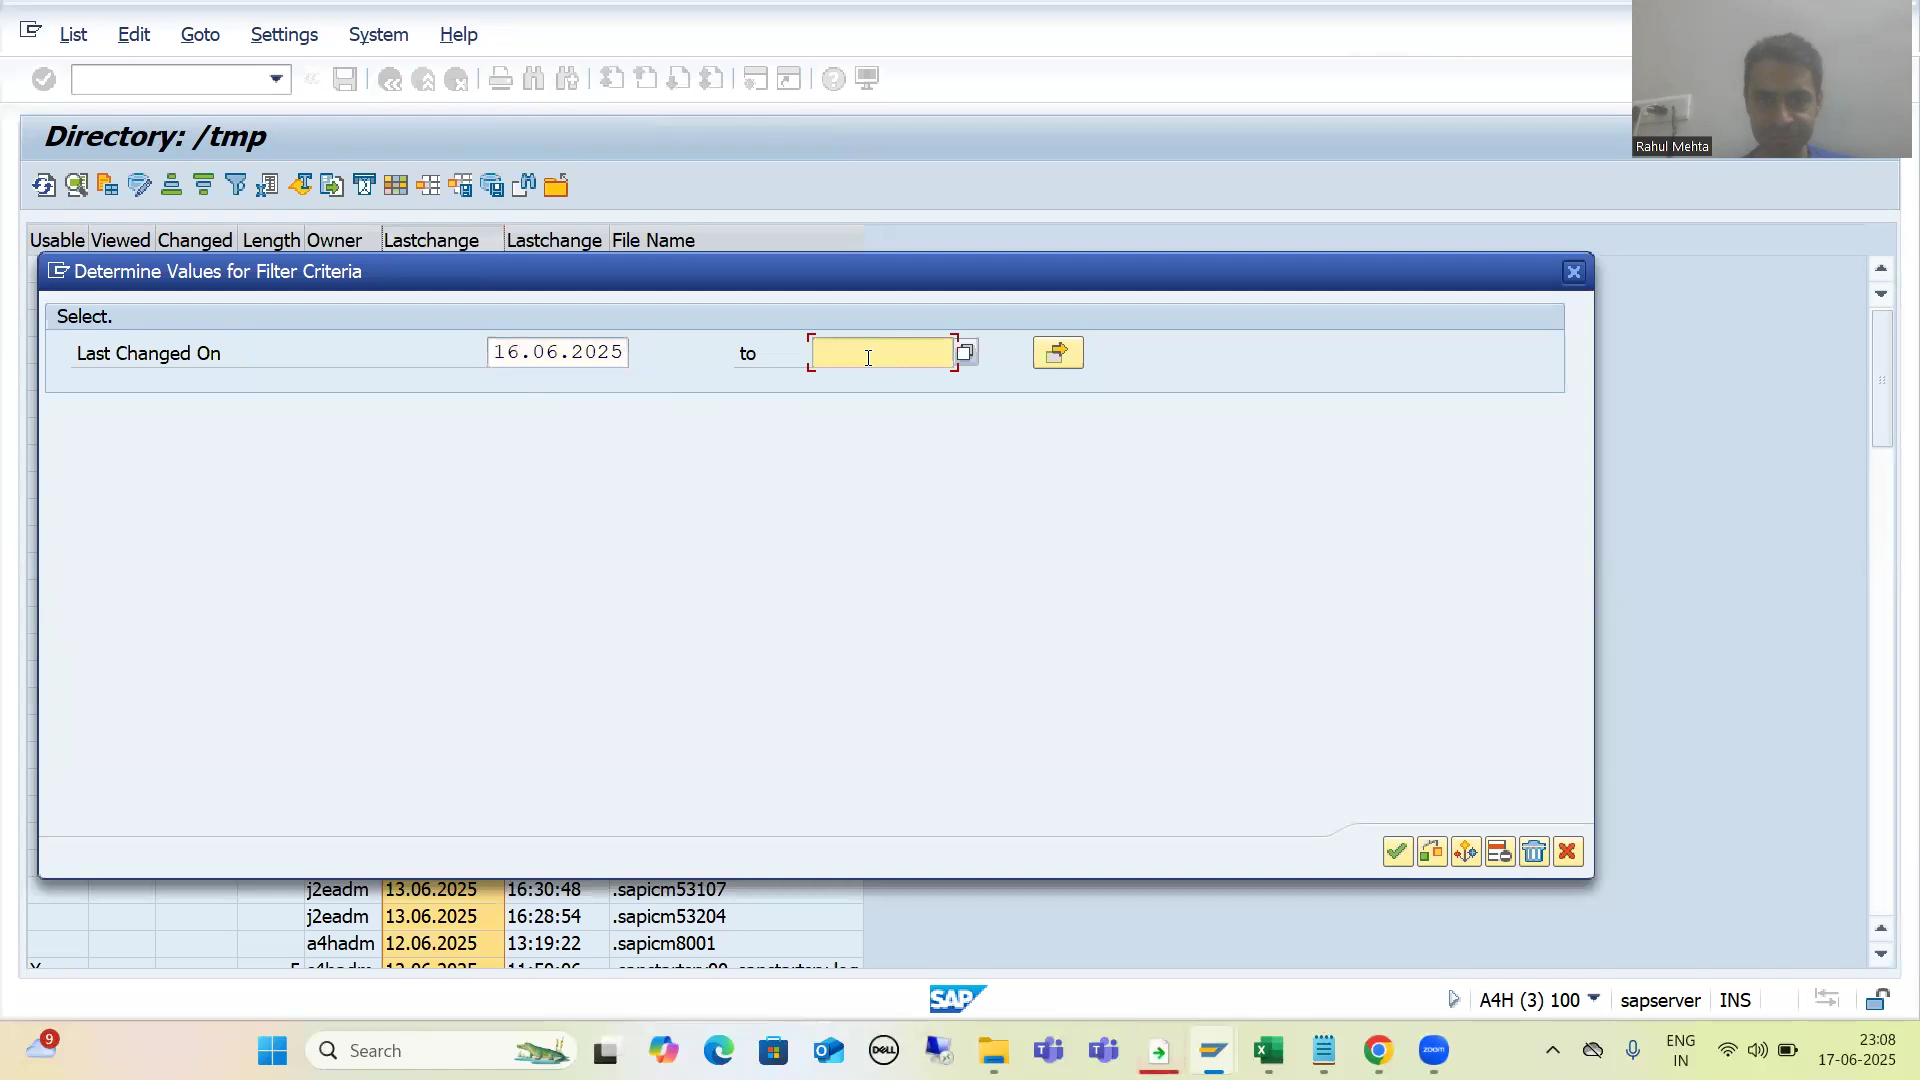 List Edit Goto Settings System Help
Rahul Mehta
Directory: /tmp
Usable Viewed Changed Length Owner Lastchange Lastchange File Name
Determine Values for Filter Criteria
Select.
Last Changed On 16.06.2025 to
j2eadm 13.06.2025 16:30:48 .sapicm53107
j2eadm 13.06.2025 16:28:54 .sapicm53204
a4hadm 12.06.2025 13:19:22 .sapicm8001
SAP A4H (3) 100 sapserver INS
9 Search DELL zoom ENG 23:08
IN 17-06-2025